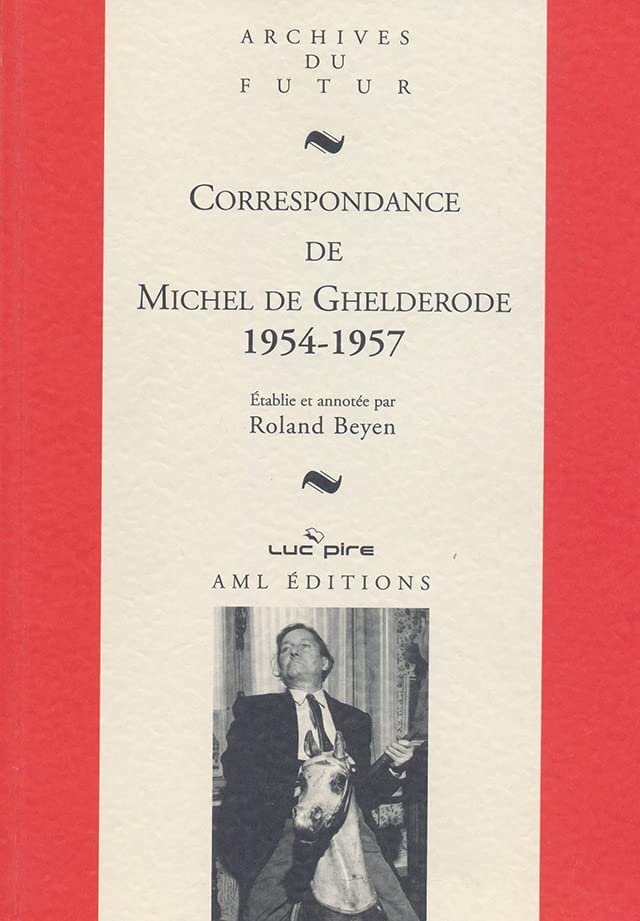 ARCHIVES
DU
FUTUR
CORRESPONDANCE
DE
MICHEL DE GHELDERODE
1954-1957
Établie et annotée par
Roland Beyen
LUC PIRE
AML ÉDITIONS